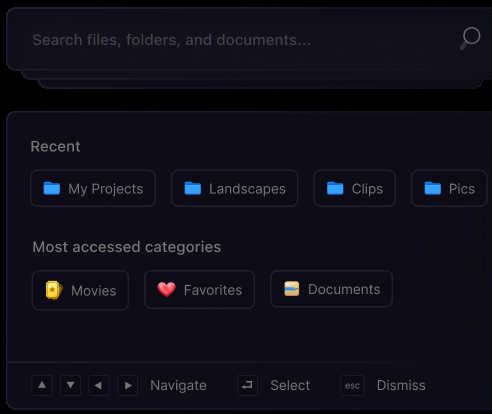 Search files, folders, and documents...
Recent
My Projects Landscapes Clips Pics
Most accessed categories
Movies Favorites Documents
Navigate Select esc Dismiss